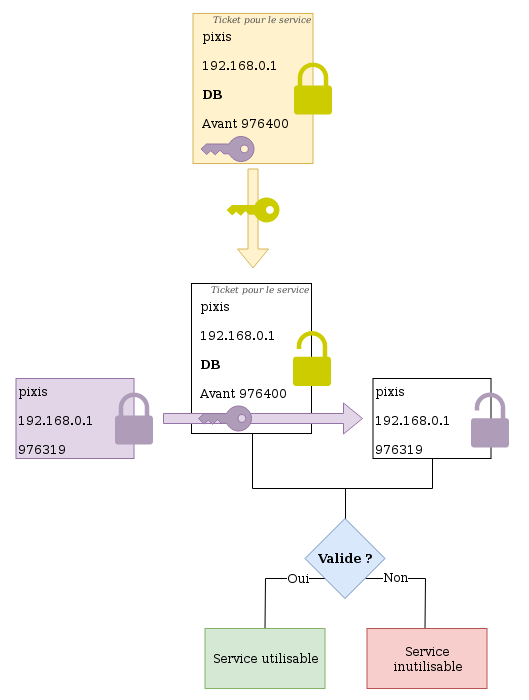 Ticket pour le service
pixis
192.168.0.1
DB
Avant 976400
Ticket pour le service
pixis
192.168.0.1
DB
Avant 976400
pixis
192.168.0.1
976319
pixis
192.168.0.1
976319
Valide ?
Oui
Non
Service utilisable
Service
inutilisable